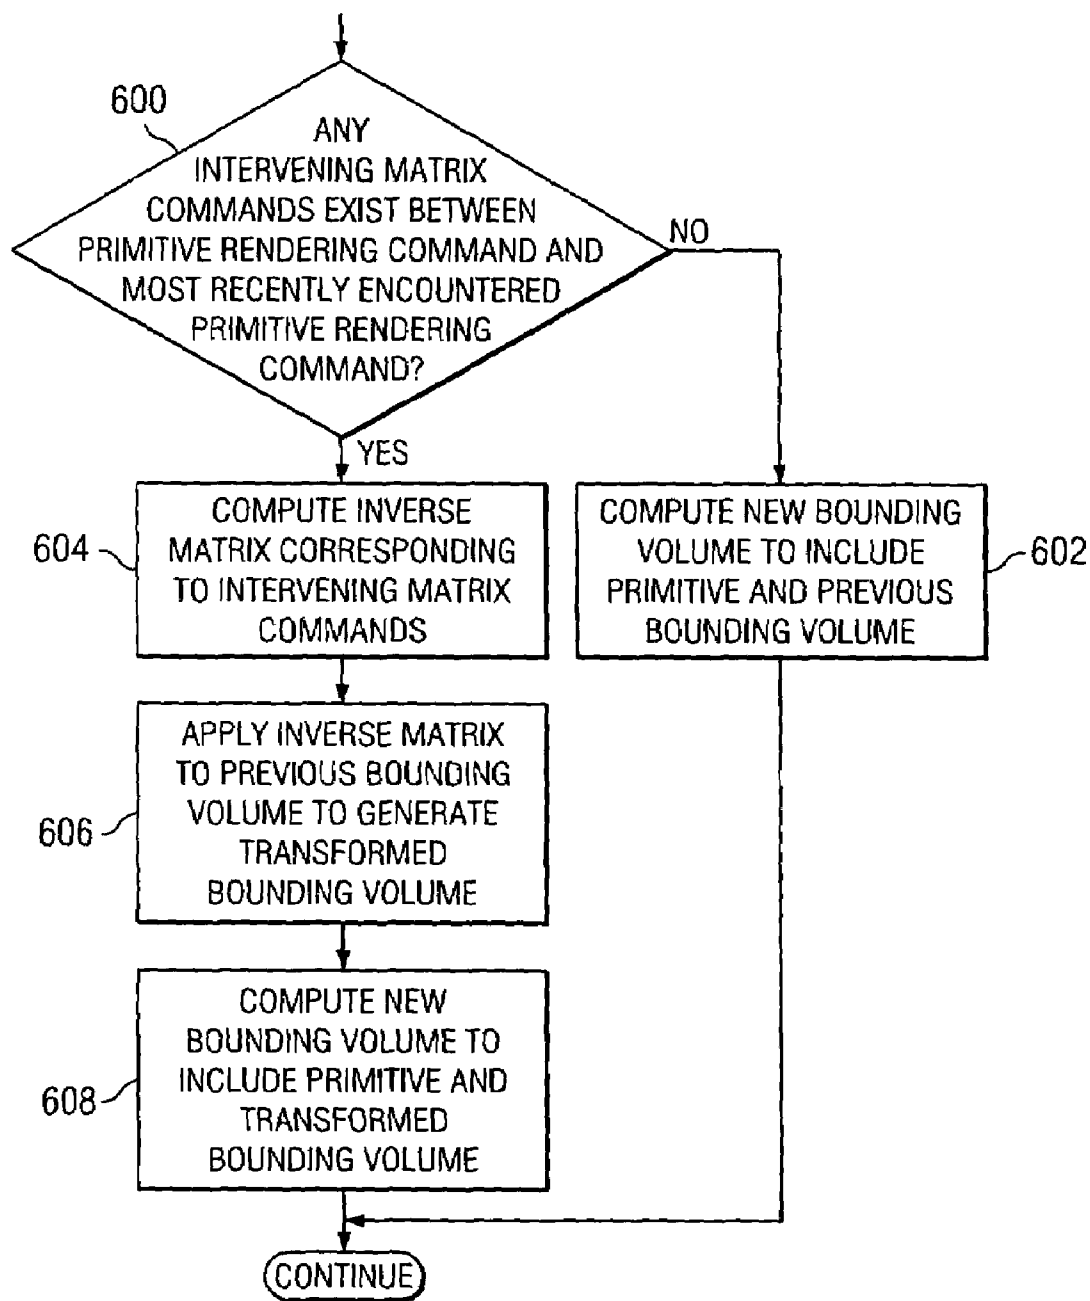 600
ANY
INTERVENING MATRIX
COMMANDS EXIST BETWEEN
PRIMITIVE RENDERING COMMAND AND
MOST RECENTLY ENCOUNTERED
PRIMITIVE RENDERING
COMMAND?
NO
YES
604
COMPUTE INVERSE
MATRIX CORRESPONDING
TO INTERVENING MATRIX
COMMANDS
COMPUTE NEW BOUNDING
VOLUME TO INCLUDE
PRIMITIVE AND PREVIOUS
BOUNDING VOLUME
602
606
APPLY INVERSE MATRIX
TO PREVIOUS BOUNDING
VOLUME TO GENERATE
TRANSFORMED
BOUNDING VOLUME
608
COMPUTE NEW
BOUNDING VOLUME TO
INCLUDE PRIMITIVE AND
TRANSFORMED
BOUNDING VOLUME
CONTINUE